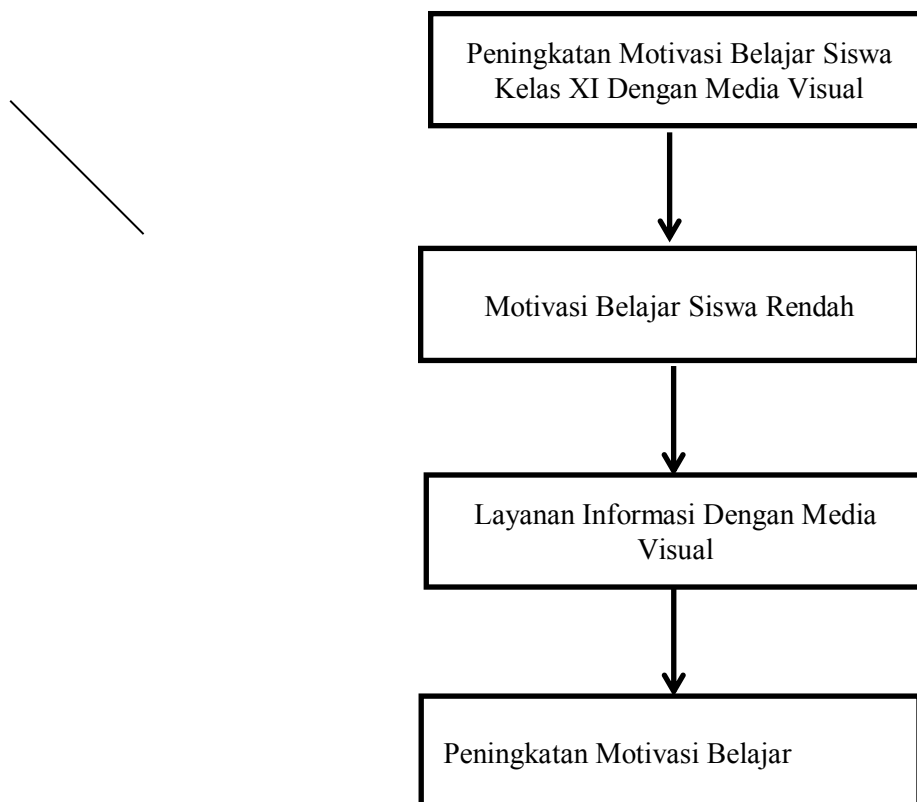 Peningkatan Motivasi Belajar Siswa
Kelas XI Dengan Media Visual
Motivasi Belajar Siswa Rendah
Layanan Informasi Dengan Media
Visual
Peningkatan Motivasi Belajar